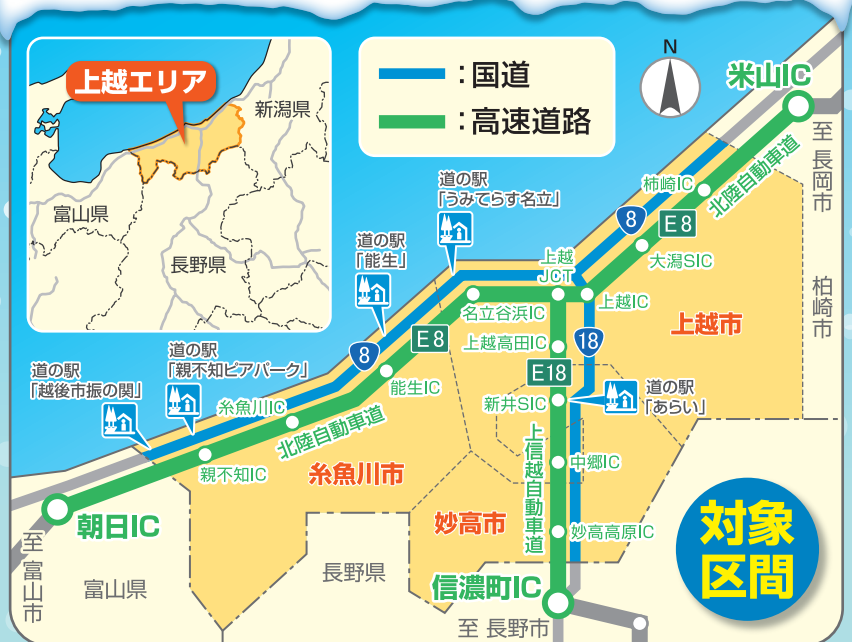 上越エリア
新潟県
富山県
長野県
：国道
：高速道路
N
米山IC
至 長岡市
柏崎市
柿崎IC
北陸自動車道
8
E8
大潟SIC
道の駅
「うみてらす名立」
道の駅
「能生」
上越
JCT
上越IC
名立谷浜IC
上越市
上越高田IC
18
E18
8
E8
道の駅
「親不知ピアパーク」
道の駅
「越後市振の関」
能生IC
新井SIC
道の駅
「あらい」
糸魚川IC
北陸自動車道
親不知IC
糸魚川市
上信越自動車道
中郷IC
妙高市
妙高高原IC
朝日IC
至 富山市
富山県
長野県
信濃町IC
至 長野市
対象
区間